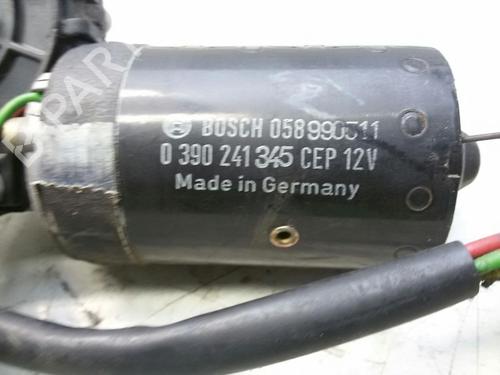 BOSCH 058990511
0 390 241 345 CEP 12V
Made in Germany